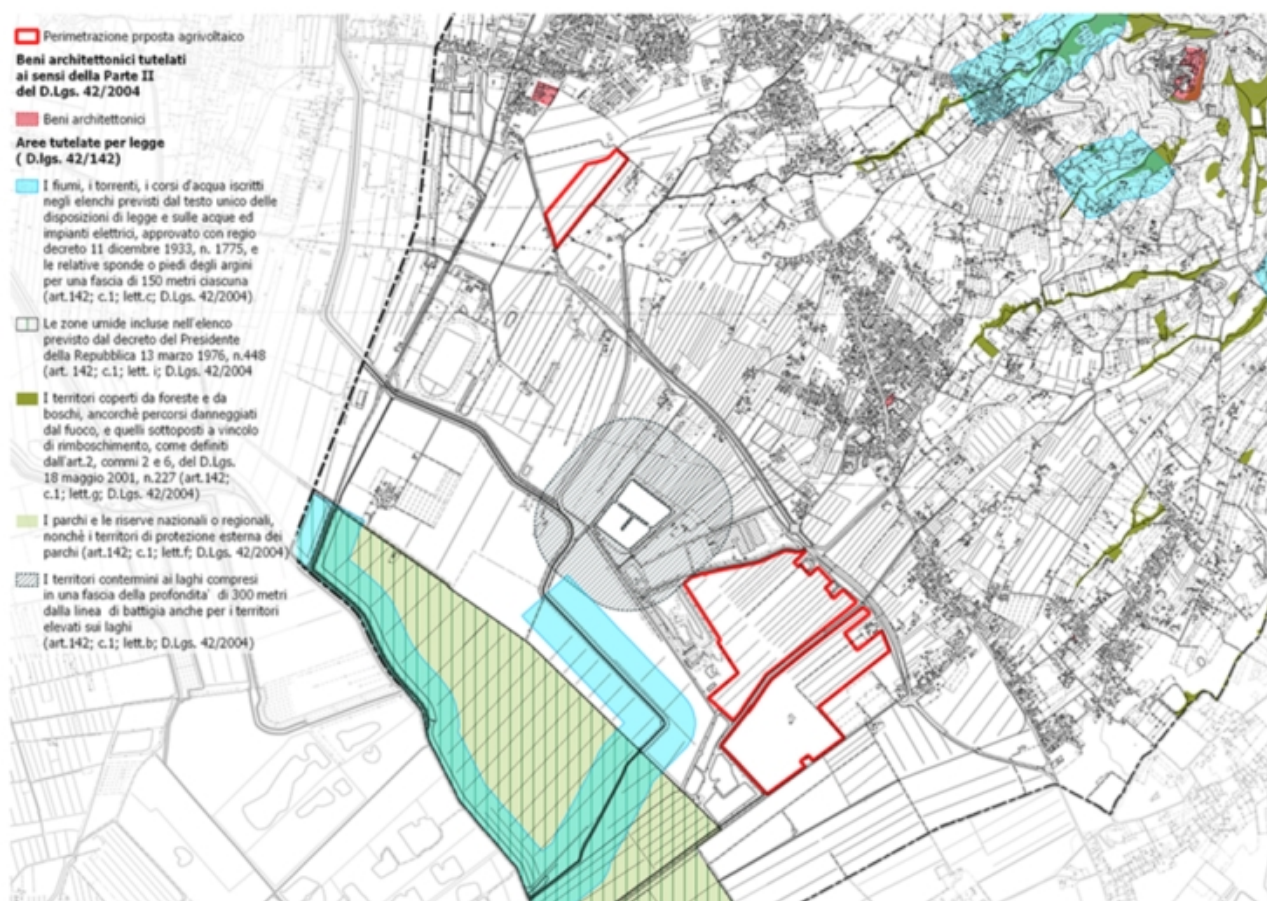 Perimetrazione prposta agrivoltaico
Beni architettonici tutelati
ai sensi della Parte II
del D.Lgs. 42/2004
Beni architettonici
Aree tutelate per legge
( D.lgs. 42/142)
I fiumi, i torrenti, i corsi d'acqua iscritti
negli elenchi previsti dal testo unico delle
disposizioni di legge e sulle acque ed
impianti elettrici, approvato con regio
decreto 11 dicembre 1933, n. 1775, e
le relative sponde o piedi degli argini
per una fascia di 150 metri ciascuna
(art.142; c.1; lett.c; D.Lgs. 42/2004)
Le zone umide incluse nell'elenco
previsto dal decreto del Presidente
della Repubblica 13 marzo 1976, n.448
(art. 142; c.1; lett. i; D.Lgs. 42/2004
I territori coperti da foreste e da
boschi, ancorchè percorsi danneggiati
dal fuoco, e quelli sottoposti a vincolo
di rimboschimento, come definiti
dall'art.2, commi 2 e 6, del D.Lgs.
18 maggio 2001, n.227 (art.142;
c.1; lett.g; D.Lgs. 42/2004)
I parchi e le riserve nazionali o regionali,
nonchè i territori di protezione esterna dei
parchi (art.142; c.1; lett.f; D.Lgs. 42/2004)
I territori contermini ai laghi compresi
in una fascia della profondita' di 300 metri
dalla linea di battigia anche per i territori
elevati sui laghi
(art.142; c.1; lett.b; D.Lgs. 42/2004)